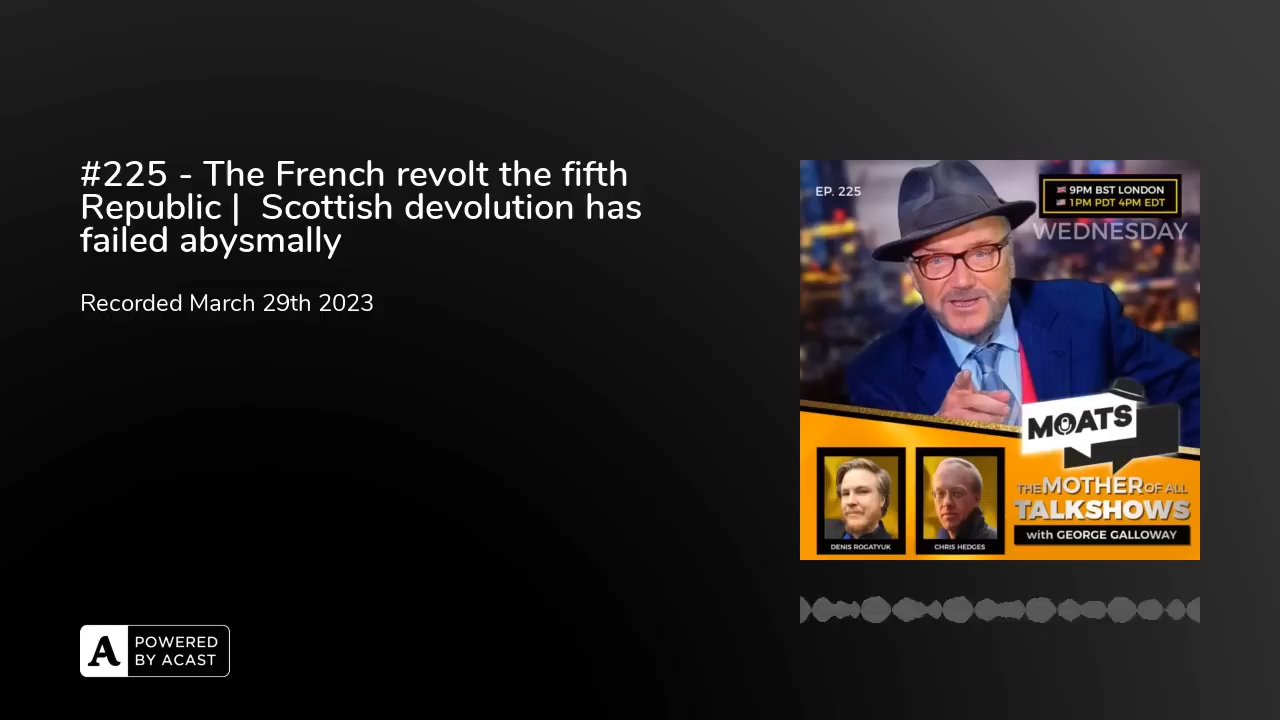 #225 - The French revolt the fifth
Republic | Scottish devolution has
failed abysmally
Recorded March 29th 2023
EP. 225
9PM BST LONDON
1PM PDT 4PM EDT
WEDNESDAY
MOATS
THE MOTHER OF ALL
TALKSHOWS
with GEORGE GALLOWAY
DENIS ROGATYUK
CHRIS HEDGES
A POWERED
BY ACAST